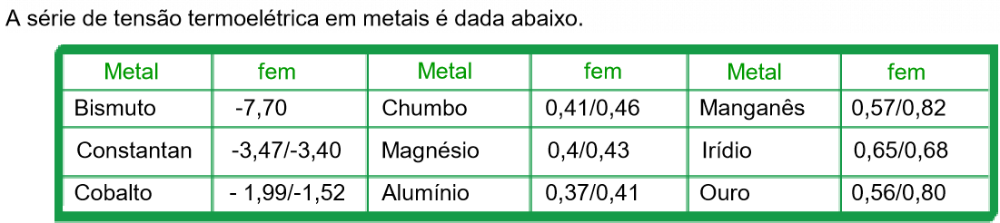 A série de tensão termoelétrica em metais é dada abaixo.
Metal fem Metal fem Metal fem
Bismuto -7,70 Chumbo 0,41/0,46 Manganês 0,57/0,82
Constantan -3,47/-3,40 Magnésio 0,4/0,43 Irídio 0,65/0,68
Cobalto - 1,99/-1,52 Alumínio 0,37/0,41 Ouro 0,56/0,80